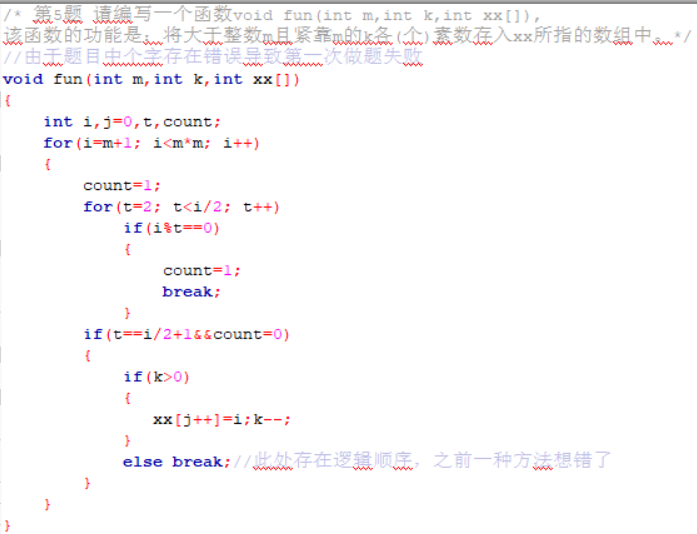 /* 第5题 请编写一个函数void fun(int m,int k,int xx[]),
该函数的功能是：将大于整数m且紧靠m的k各(个)素数存入xx所指的数组中。*/
//由于题目由个字存在错误导致第一次做题失败
void fun(int m,int k,int xx[])
{
    int i,j=0,t,count;
    for(i=m+1; i<m*m; i++)
    {
        count=1;
        for(t=2; t<i/2; t++)
            if(i%t==0)
            {
                count=1;
                break;
            }
        if(t==i/2+1&&count=0)
        {
            if(k>0)
            {
               xx[j++]=i;k--;
            }
            else break;//此处存在逻辑顺序，之前一种方法想错了
        }
    }
}